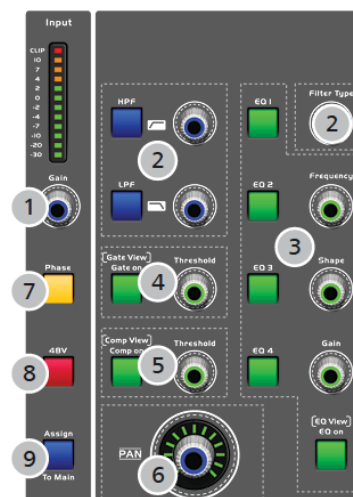 Input
CLIP
10
7
4
2
0
-2
-4
-7
-10
-20
-30
Gain
1
Phase
7
48V
8
Assign
9
To Main
HPF
2
LPF
[Gate View]
Gate on
Threshold
4
[Comp View]
Comp on
Threshold
5
PAN
6
EQ 1
Filter Type
2
EQ 2
Frequency
3
EQ 3
Shape
EQ 4
Gain
[EQ View]
EQ on